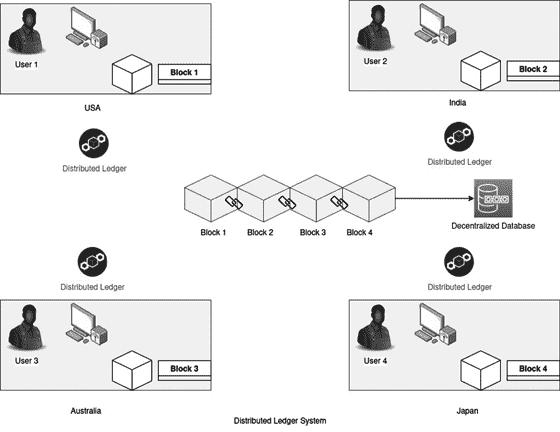 User 1
Block 1
USA
User 2
Block 2
India
Distributed Ledger
Distributed Ledger
Block 1
Block 2
Block 3
Block 4
Decentralized Database
Distributed Ledger
Distributed Ledger
User 3
Block 3
Australia
User 4
Block 4
Japan
Distributed Ledger System